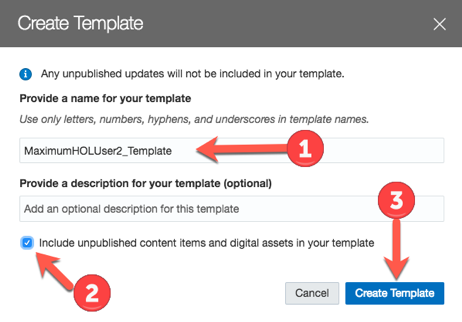 Create Template
Any unpublished updates will not be included in your template.
Provide a name for your template
Use only letters, numbers, hyphens, and underscores in template names.
MaximumHOLUser2_Template
1
Provide a description for your template (optional)
3
Add an optional description for this template
Include unpublished content items and digital assets in your template
2
Cancel
Create Template